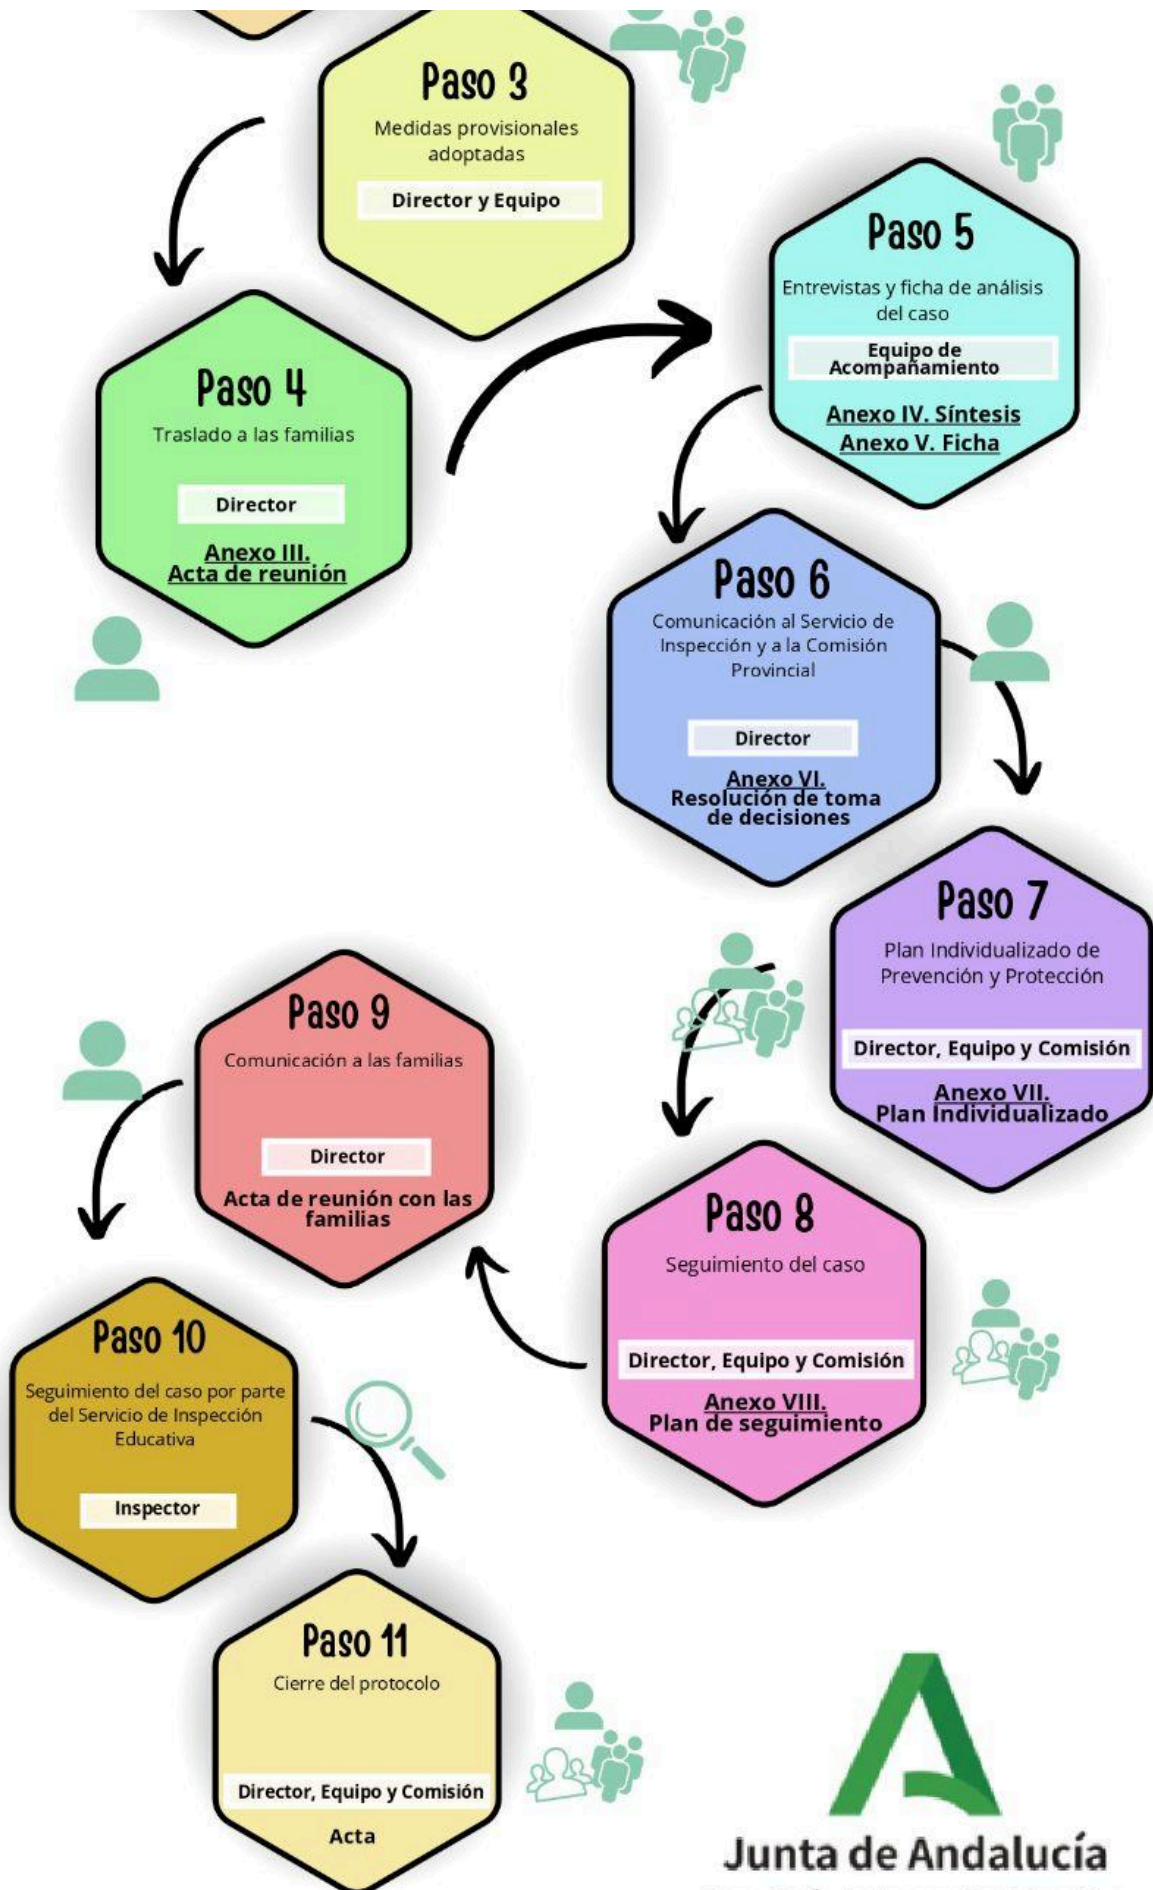 Paso 3
Medidas provisionales
adoptadas
Director y Equipo
Paso 4
Traslado a las familias
Director
Anexo III.
Acta de reunión
Paso 5
Entrevistas y ficha de análisis
del caso
Equipo de
Acompañamiento
Anexo IV. Síntesis
Anexo V. Ficha
Paso 6
Comunicación al Servicio de
Inspección y a la Comisión
Provincial
Director
Anexo VI.
Resolución de toma
de decisiones
Paso 7
Plan Individualizado de
Prevención y Protección
Director, Equipo y Comisión
Anexo VII.
Plan Individualizado
Paso 8
Seguimiento del caso
Director, Equipo y Comisión
Anexo VIII.
Plan de seguimiento
Paso 9
Comunicación a las familias
Director
Acta de reunión con las
familias
Paso 10
Seguimiento del caso por parte
del Servicio de Inspección
Educativa
Inspector
Paso 11
Cierre del protocolo
Director, Equipo y Comisión
Acta
Junta de Andalucía